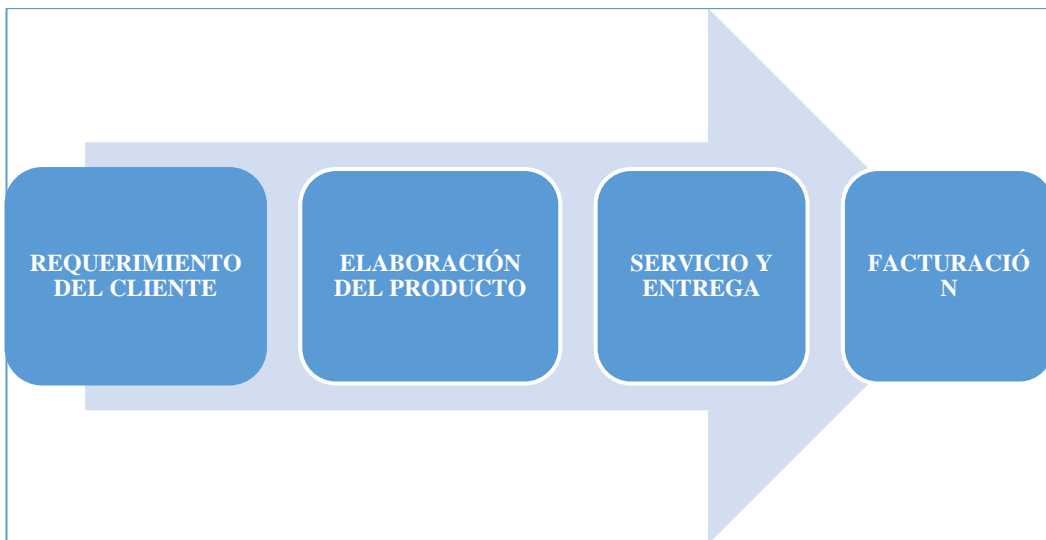 REQUERIMIENTO
DEL CLIENTE
ELABORACIÓN
DEL PRODUCTO
SERVICIO Y
ENTREGA
FACTURACIÓ
N